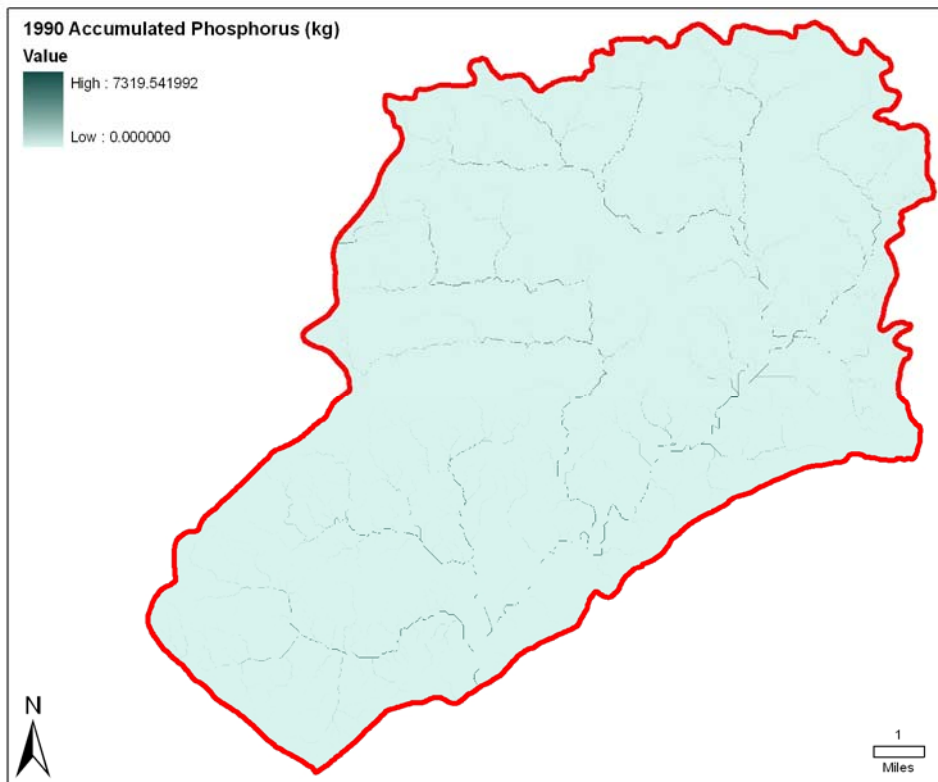 1990 Accumulated Phosphorus (kg)
Value
High : 7319.541992
Low : 0.000000
N
1
Miles